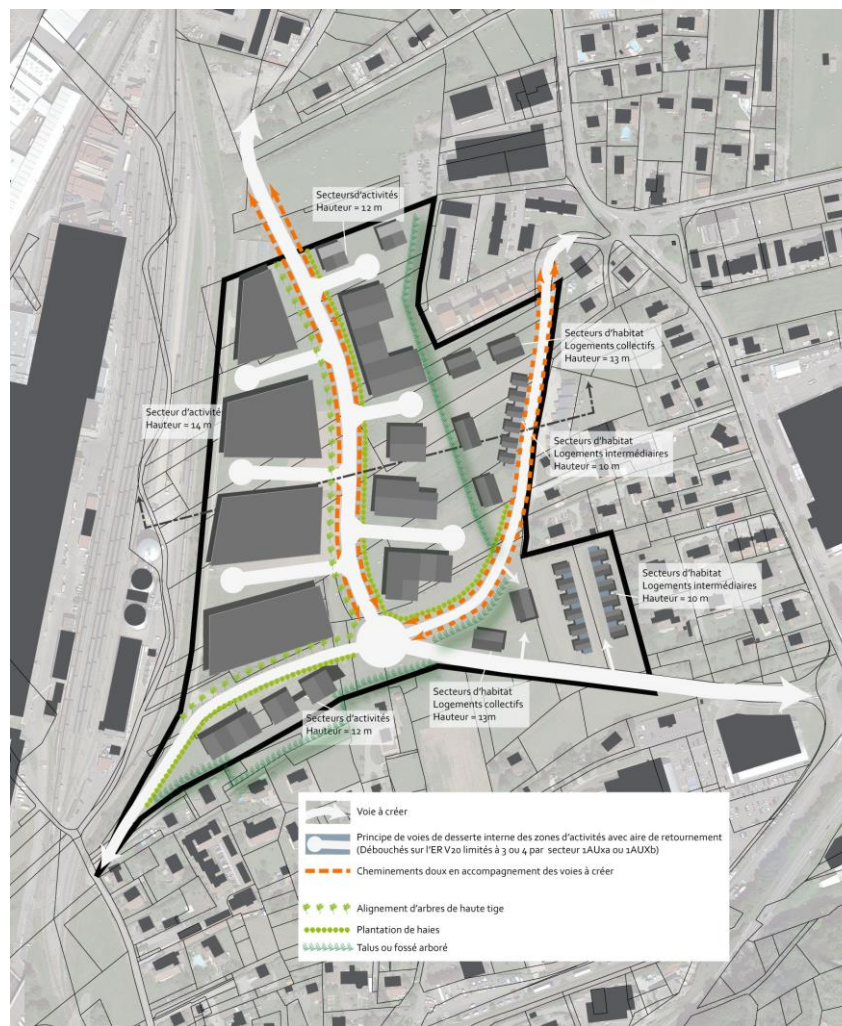 Secteursd'activités
Hauteur = 12 m
Secteurs d'habitat
Logements collectifs
Hauteur = 13 m
Secteur d'activité
Hauteur = 14 m
Secteurs d'habitat
Logements intermédiaires
Hauteur = 10 m
Secteurs d'habitat
Logements intermédiaires
Hauteur = 10 m
Secteurs d'habitat
Logements collectifs
Hauteur = 13m
Secteurs d'activités
Hauteur = 12 m
Voie à créer
Principe de voies de desserte interne des zones d'activités avec aire de retournement
(Débouchés sur l'ER V20 limités à 3 ou 4 par secteur 1AUxa ou 1AUXb)
Cheminements doux en accompagnement des voies à créer
Alignement d'arbres de haute tige
Plantation de haies
Talus ou fossé arboré